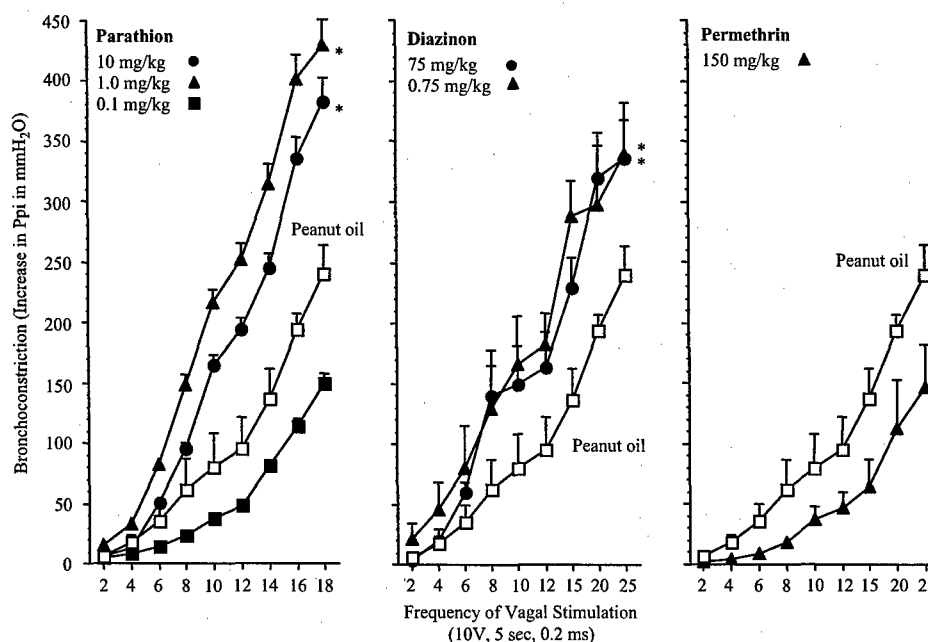 Bronchoconstriction (Increase in Ppi in mmH₂O)
450
400
350
300
250
200
150
100
50
0
Parathion
10 mg/kg
1.0 mg/kg
0.1 mg/kg
*
*
Peanut oil
2 4 6 8 10 12 14 16 18
Diazinon
75 mg/kg
0.75 mg/kg
*
*
Peanut oil
2 4 6 8 10 12 15 20 25
Permethrin
150 mg/kg
Peanut oil
2 4 6 8 10 12 15 20
Frequency of Vagal Stimulation
(10V, 5 sec, 0.2 ms)